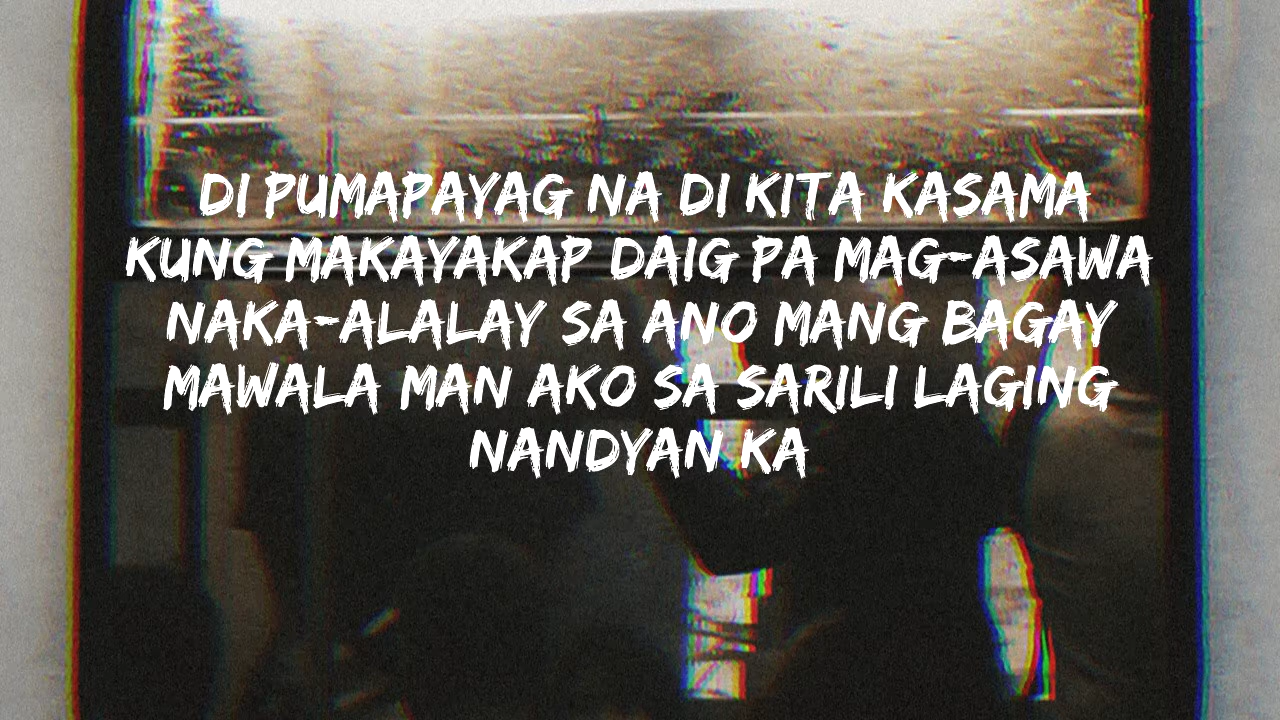 DI PUMAPAYAG NA DI KITA KASAMA
KUNG MAKAYAKAP DAIG PA MAG-ASAWA
NAKA-ALALAY SA ANO MANG BAGAY
MAWALA MAN AKO SA SARILI LAGING
NANDYAN KA